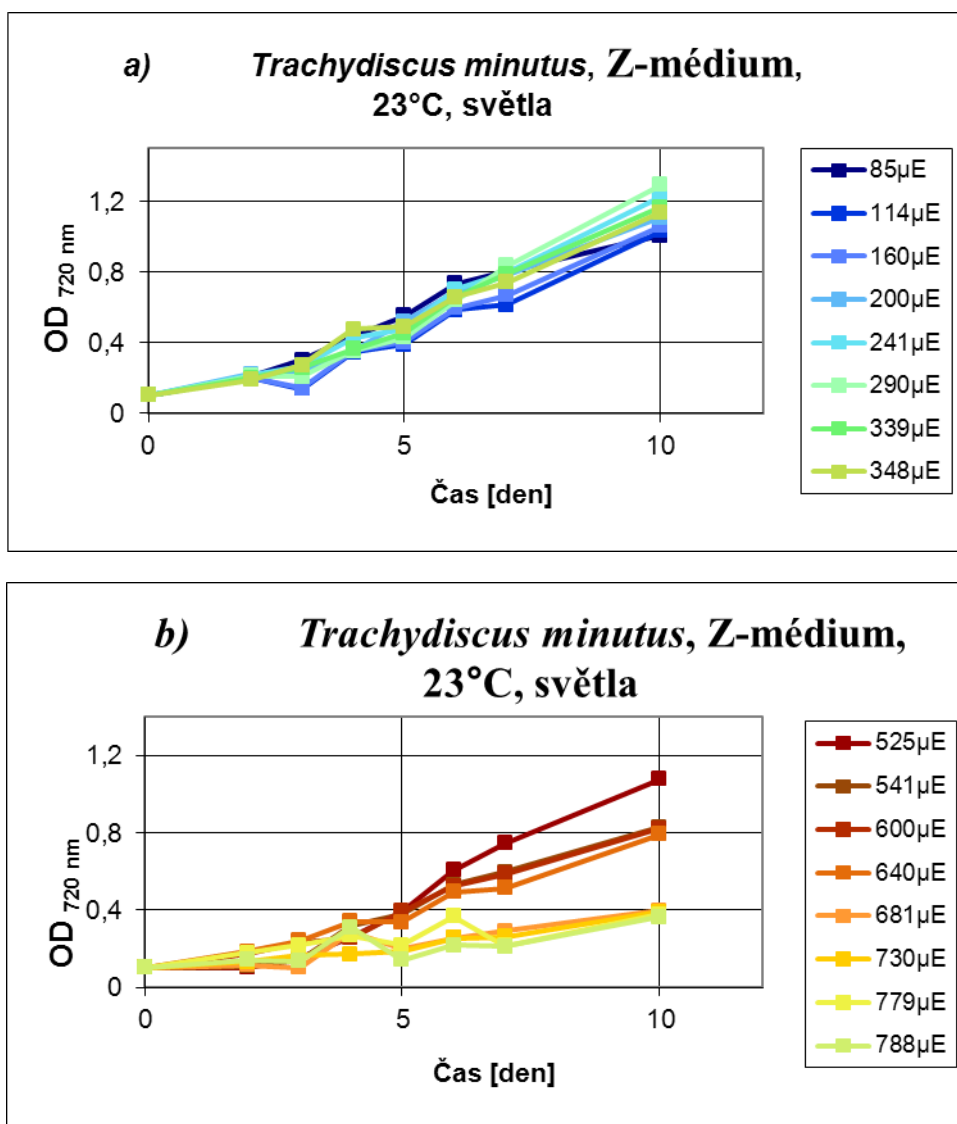 a) Trachydiscus minutus, Z-médium,
23°C, světla
OD 720 nm
1,2
0,8
0,4
0
0 5 10
Čas [den]
85µE
114µE
160µE
200µE
241µE
290µE
339µE
348µE
b) Trachydiscus minutus, Z-médium,
23°C, světla
OD 720 nm
1,2
0,8
0,4
0
0 5 10
Čas [den]
525µE
541µE
600µE
640µE
681µE
730µE
779µE
788µE